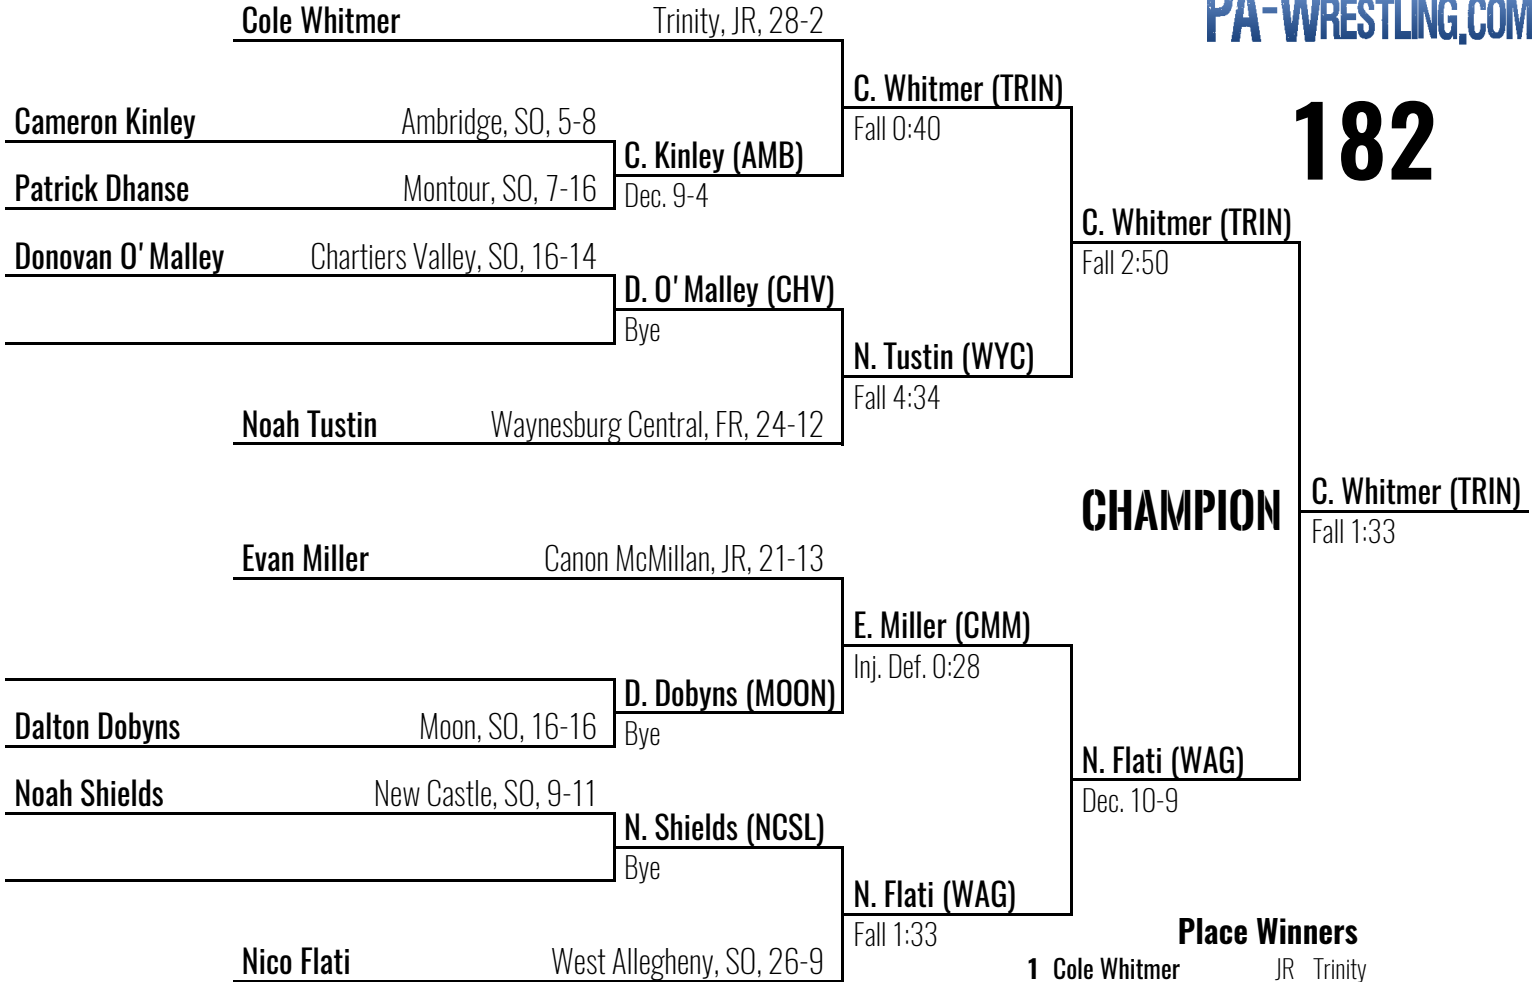 PA-WRESTLING.COM
182
Cole Whitmer Trinity, JR, 28-2
C. Whitmer (TRIN)
Fall 0:40
Cameron Kinley Ambridge, SO, 5-8
C. Kinley (AMB)
Dec. 9-4
Patrick Dhanse Montour, SO, 7-16
C. Whitmer (TRIN)
Fall 2:50
Donovan O'Malley Chartiers Valley, SO, 16-14
D. O'Malley (CHV)
Bye
N. Tustin (WYC)
Fall 4:34
Noah Tustin Waynesburg Central, FR, 24-12
CHAMPION
C. Whitmer (TRIN)
Fall 1:33
Evan Miller Canon McMillan, JR, 21-13
E. Miller (CMM)
Inj. Def. 0:28
D. Dobyns (MOON)
Bye
Dalton Dobyns Moon, SO, 16-16
N. Flati (WAG)
Dec. 10-9
Noah Shields New Castle, SO, 9-11
N. Shields (NCSL)
Bye
N. Flati (WAG)
Fall 1:33
Nico Flati West Allegheny, SO, 26-9
Place Winners
1 Cole Whitmer JR Trinity